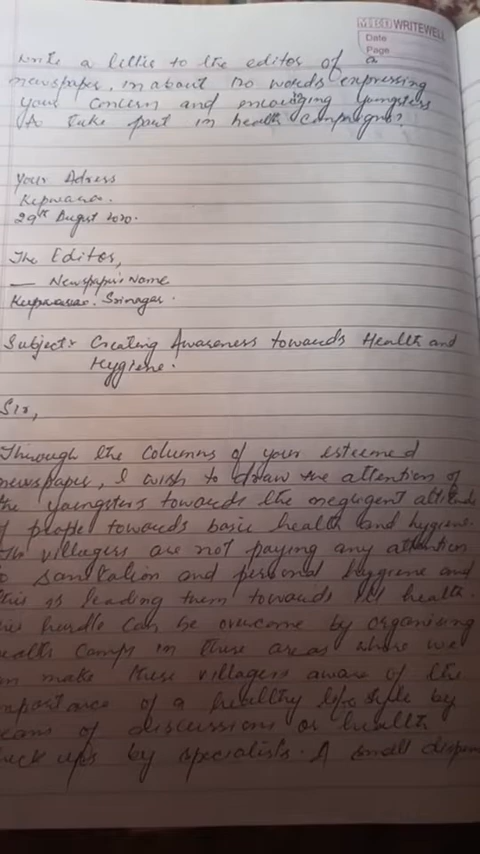 MRD WRITEWELL
Date
Page
Write a letter to the editor of a
newspaper, in about 120 words expressing
your concern and encouraging youngsters
to take part in health campaigns?
Your Adress
Kupwara.
29th August 2020.
The Editor,
— Newspaper's Name
Kupwara. Srinagar.
Subject:- Creating Awareness towards Health and
Hygiene.
Sir,
Through the columns of your esteemed
newspaper, I wish to draw the attention of
the youngsters towards the negligent attitude
of people towards basic health and hygiene.
villagers are not paying any attention
to sanitation and personal hygiene and
this is leading them towards ill health.
hurdle can be overcome by organising
health camps in these areas where we
can make these villagers aware of the
importance of a healthy life style by
means of discussions or health
check ups by specialists. A small dispen